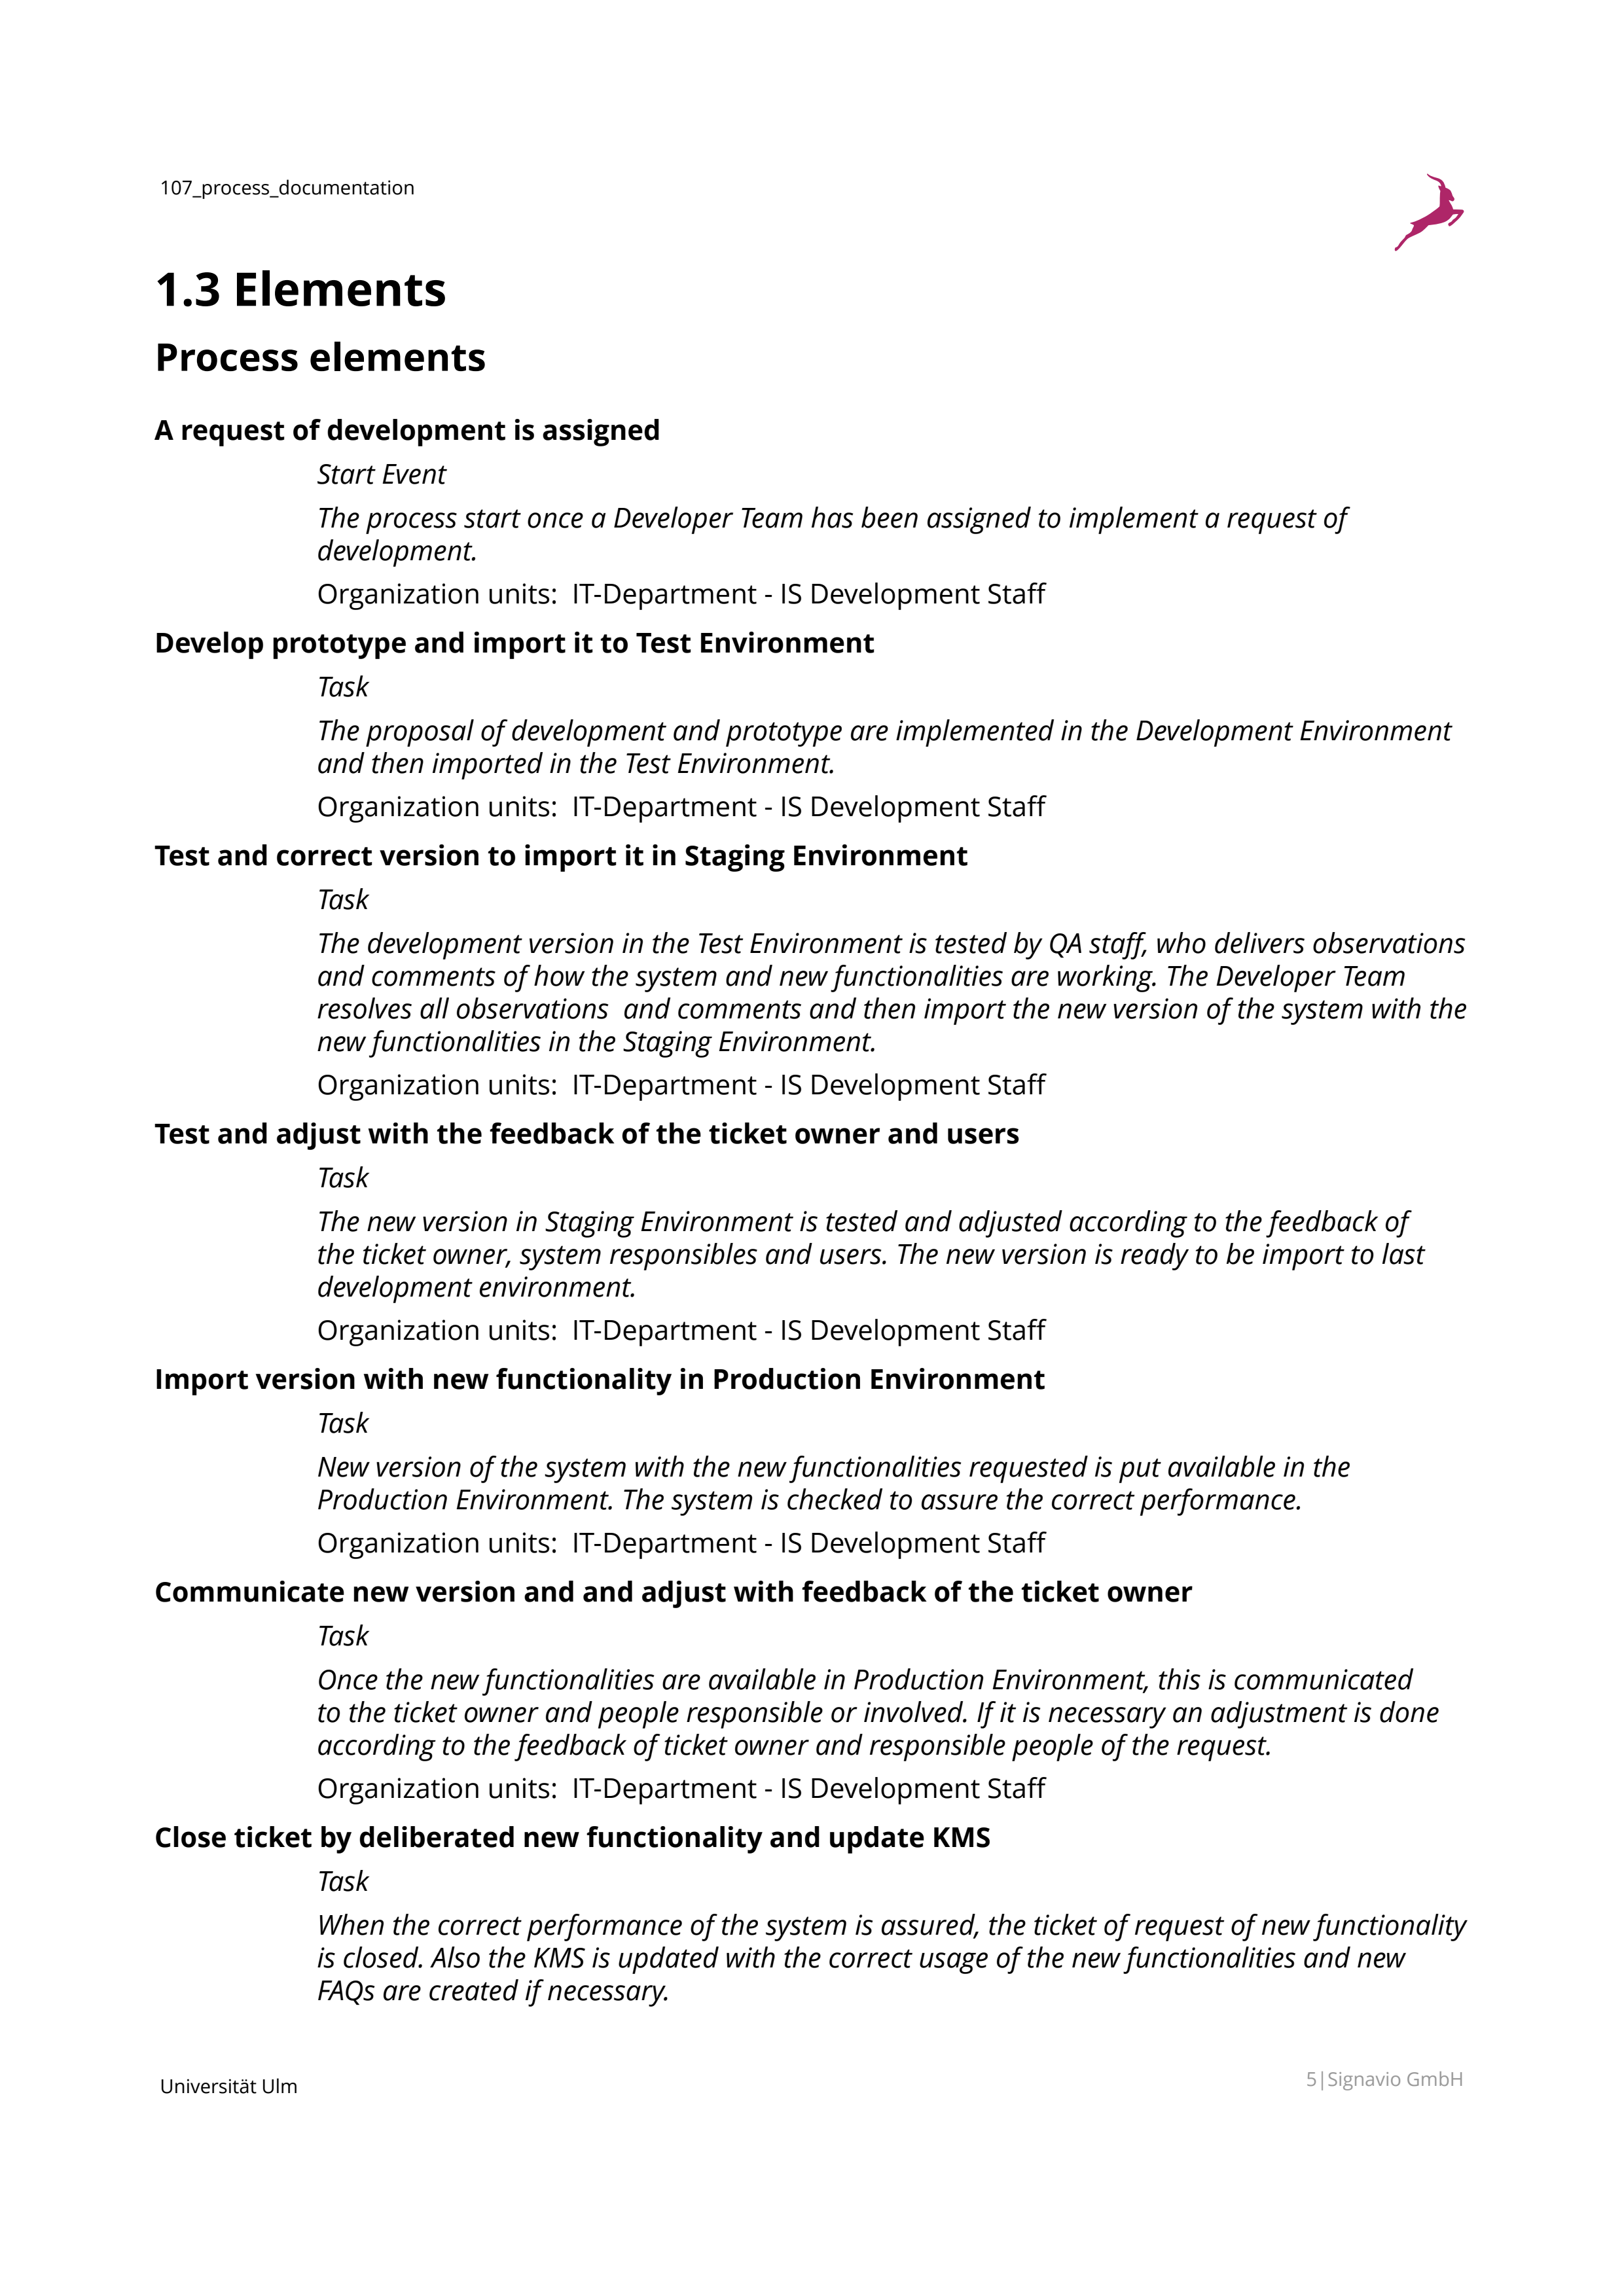 107_process_documentation
1.3 Elements
Process elements
A request of development is assigned
Start Event
The process start once a Developer Team has been assigned to implement a request of
development.
Organization units:  IT-Department - IS Development Staff
Develop prototype and import it to Test Environment
Task
The proposal of development and prototype are implemented in the Development Environment
and then imported in the Test Environment.
Organization units:  IT-Department - IS Development Staff
Test and correct version to import it in Staging Environment
Task
The development version in the Test Environment is tested by QA staff, who delivers observations
and comments of how the system and new functionalities are working. The Developer Team
resolves all observations  and comments and then import the new version of the system with the
new functionalities in the Staging Environment.
Organization units:  IT-Department - IS Development Staff
Test and adjust with the feedback of the ticket owner and users
Task
The new version in Staging Environment is tested and adjusted according to the feedback of
the ticket owner, system responsibles and users. The new version is ready to be import to last
development environment.
Organization units:  IT-Department - IS Development Staff
Import version with new functionality in Production Environment
Task
New version of the system with the new functionalities requested is put available in the
Production Environment. The system is checked to assure the correct performance.
Organization units:  IT-Department - IS Development Staff
Communicate new version and and adjust with feedback of the ticket owner
Task
Once the new functionalities are available in Production Environment, this is communicated
to the ticket owner and people responsible or involved. If it is necessary an adjustment is done
according to the feedback of ticket owner and responsible people of the request.
Organization units:  IT-Department - IS Development Staff
Close ticket by deliberated new functionality and update KMS
Task
When the correct performance of the system is assured, the ticket of request of new functionality
is closed. Also the KMS is updated with the correct usage of the new functionalities and new
FAQs are created if necessary.
Universität Ulm
5|Signavio GmbH